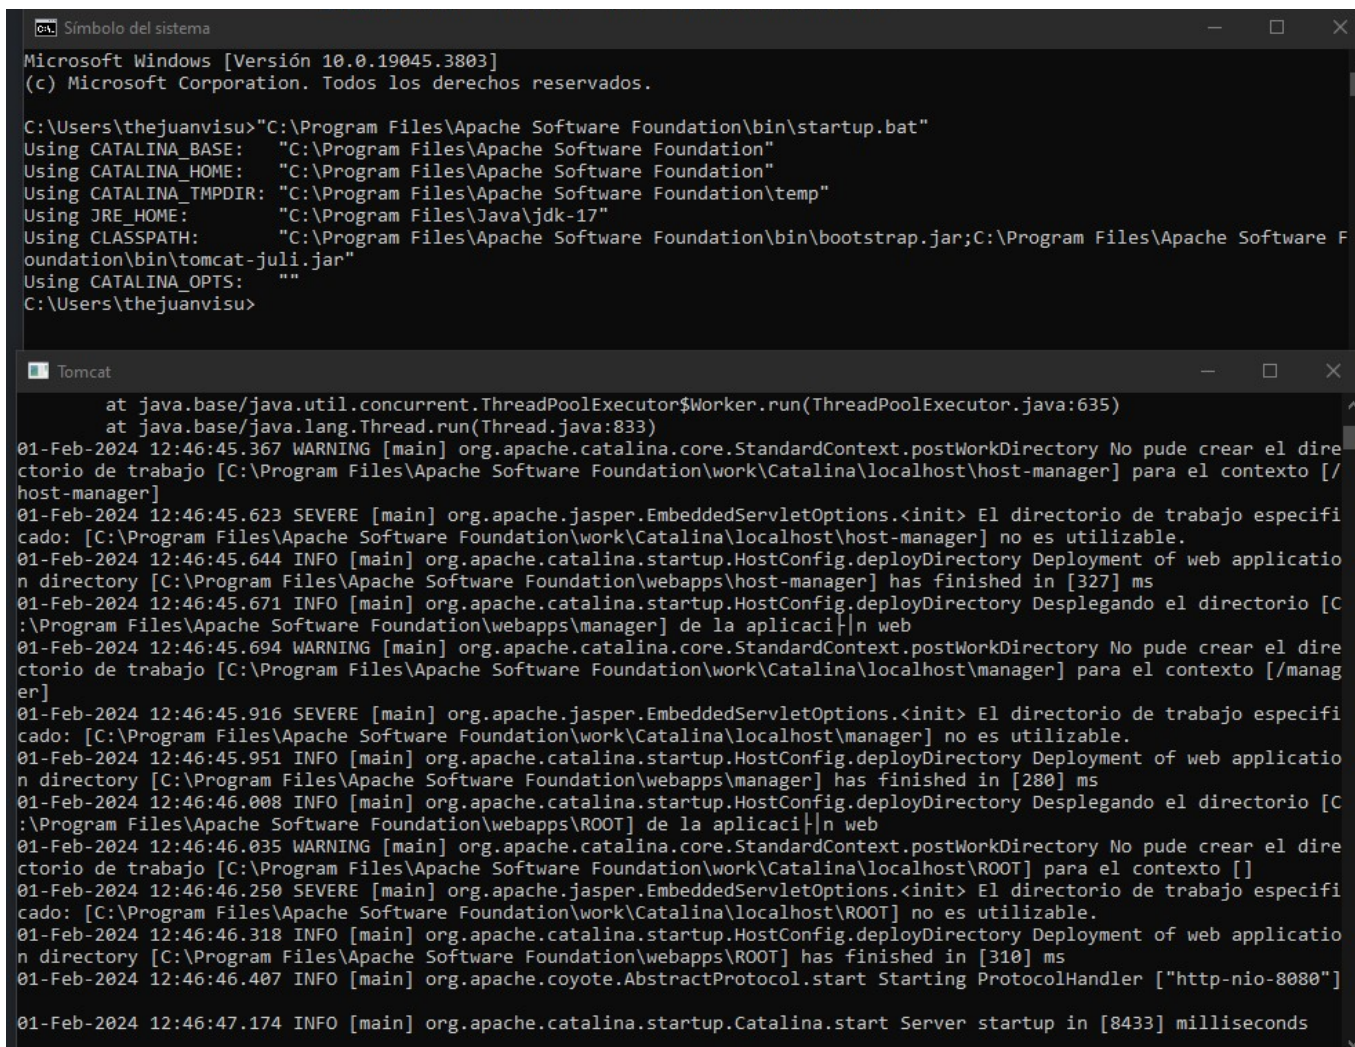 Símbolo del sistema
Microsoft Windows [Versión 10.0.19045.3803]
(c) Microsoft Corporation. Todos los derechos reservados.
C:\Users\thejuanvisu>"C:\Program Files\Apache Software Foundation\bin\startup.bat"
Using CATALINA_BASE:   "C:\Program Files\Apache Software Foundation"
Using CATALINA_HOME:   "C:\Program Files\Apache Software Foundation"
Using CATALINA_TMPDIR: "C:\Program Files\Apache Software Foundation\temp"
Using JRE_HOME:        "C:\Program Files\Java\jdk-17"
Using CLASSPATH:       "C:\Program Files\Apache Software Foundation\bin\bootstrap.jar;C:\Program Files\Apache Software F
oundation\bin\tomcat-juli.jar"
Using CATALINA_OPTS:   ""
C:\Users\thejuanvisu>
Tomcat
at java.base/java.util.concurrent.ThreadPoolExecutor$Worker.run(ThreadPoolExecutor.java:635)
at java.base/java.lang.Thread.run(Thread.java:833)
01-Feb-2024 12:46:45.367 WARNING [main] org.apache.catalina.core.StandardContext.postWorkDirectory No pude crear el dire
ctorio de trabajo [C:\Program Files\Apache Software Foundation\work\Catalina\localhost\host-manager] para el contexto [/
host-manager]
01-Feb-2024 12:46:45.623 SEVERE [main] org.apache.jasper.EmbeddedServletOptions.<init> El directorio de trabajo especifi
cado: [C:\Program Files\Apache Software Foundation\work\Catalina\localhost\host-manager] no es utilizable.
01-Feb-2024 12:46:45.644 INFO [main] org.apache.catalina.startup.HostConfig.deployDirectory Deployment of web applicatio
n directory [C:\Program Files\Apache Software Foundation\webapps\host-manager] has finished in [327] ms
01-Feb-2024 12:46:45.671 INFO [main] org.apache.catalina.startup.HostConfig.deployDirectory Desplegando el directorio [C
:\Program Files\Apache Software Foundation\webapps\manager] de la aplicaci├│n web
01-Feb-2024 12:46:45.694 WARNING [main] org.apache.catalina.core.StandardContext.postWorkDirectory No pude crear el dire
ctorio de trabajo [C:\Program Files\Apache Software Foundation\work\Catalina\localhost\manager] para el contexto [/manag
er]
01-Feb-2024 12:46:45.916 SEVERE [main] org.apache.jasper.EmbeddedServletOptions.<init> El directorio de trabajo especifi
cado: [C:\Program Files\Apache Software Foundation\work\Catalina\localhost\manager] no es utilizable.
01-Feb-2024 12:46:45.951 INFO [main] org.apache.catalina.startup.HostConfig.deployDirectory Deployment of web applicatio
n directory [C:\Program Files\Apache Software Foundation\webapps\manager] has finished in [280] ms
01-Feb-2024 12:46:46.008 INFO [main] org.apache.catalina.startup.HostConfig.deployDirectory Desplegando el directorio [C
:\Program Files\Apache Software Foundation\webapps\ROOT] de la aplicaci├│n web
01-Feb-2024 12:46:46.035 WARNING [main] org.apache.catalina.core.StandardContext.postWorkDirectory No pude crear el dire
ctorio de trabajo [C:\Program Files\Apache Software Foundation\work\Catalina\localhost\ROOT] para el contexto []
01-Feb-2024 12:46:46.250 SEVERE [main] org.apache.jasper.EmbeddedServletOptions.<init> El directorio de trabajo especifi
cado: [C:\Program Files\Apache Software Foundation\work\Catalina\localhost\ROOT] no es utilizable.
01-Feb-2024 12:46:46.318 INFO [main] org.apache.catalina.startup.HostConfig.deployDirectory Deployment of web applicatio
n directory [C:\Program Files\Apache Software Foundation\webapps\ROOT] has finished in [310] ms
01-Feb-2024 12:46:46.407 INFO [main] org.apache.coyote.AbstractProtocol.start Starting ProtocolHandler ["http-nio-8080"]
01-Feb-2024 12:46:47.174 INFO [main] org.apache.catalina.startup.Catalina.start Server startup in [8433] milliseconds